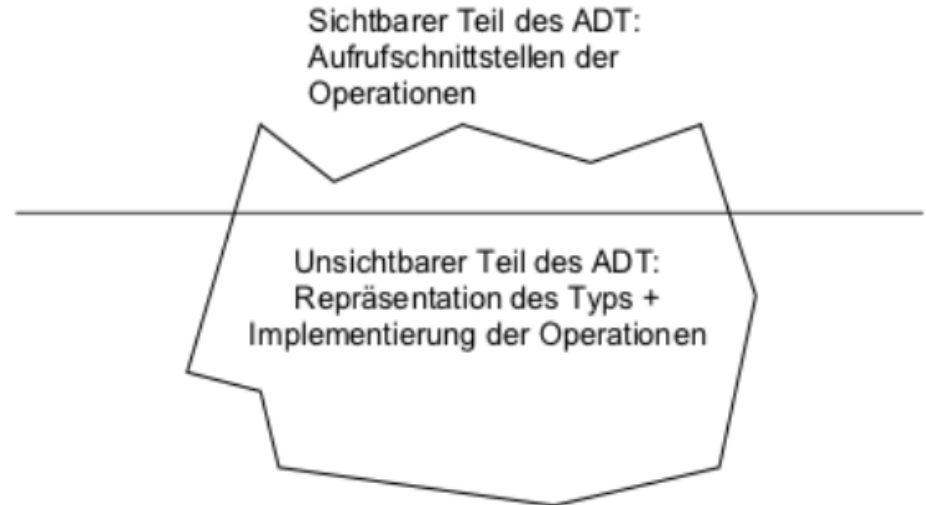 Sichtbarer Teil des ADT:
Aufrufschnittstellen der
Operationen
Unsichtbarer Teil des ADT:
Repräsentation des Typs +
Implementierung der Operationen